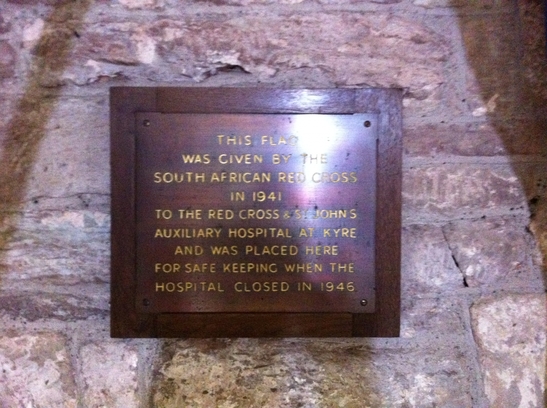 THIS FLAG
WAS GIVEN BY THE
SOUTH AFRICAN RED CROSS
IN 1941
TO THE RED CROSS & St. JOHN'S
AUXILIARY HOSPITAL AT KYRE
AND WAS PLACED HERE
FOR SAFE KEEPING WHEN THE
HOSPITAL CLOSED IN 1946